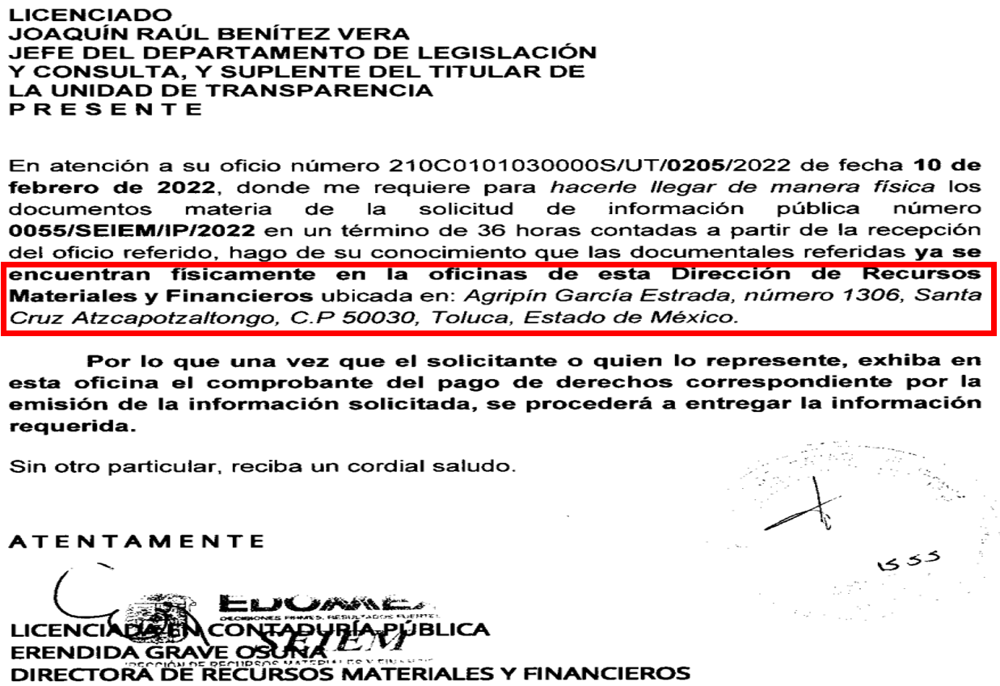 LICENCIADO
JOAQUÍN RAÚL BENÍTEZ VERA
JEFE DEL DEPARTAMENTO DE LEGISLACIÓN
Y CONSULTA, Y SUPLENTE DEL TITULAR DE
LA UNIDAD DE TRANSPARENCIA
P R E S E N T E
En atención a su oficio número 210C0101030000S/UT/0205/2022 de fecha 10 de
febrero de 2022, donde me requiere para hacerle llegar de manera física los
documentos materia de la solicitud de información pública número
0055/SEIEM/IP/2022 en un término de 36 horas contadas a partir de la recepción
del oficio referido, hago de su conocimiento que las documentales referidas ya se
encuentran físicamente en la oficinas de esta Dirección de Recursos
Materiales y Financieros ubicada en: Agripín García Estrada, número 1306, Santa
Cruz Atzcapotzaltongo, C.P 50030, Toluca, Estado de México.
Por lo que una vez que el solicitante o quien lo represente, exhiba en
esta oficina el comprobante del pago de derechos correspondiente por la
emisión de la información solicitada, se procederá a entregar la información
requerida.
Sin otro particular, reciba un cordial saludo.
1555
A T E N T A M E N T E
EDOMEX
DECISIONES FIRMES, RESULTADOS FUERTES
LICENCIADA EN CONTADURÍA PÚBLICA
SEIEM
ERENDIDA GRAVE OSUNA
DIRECCIÓN DE RECURSOS MATERIALES Y FINANC
DIRECTORA DE RECURSOS MATERIALES Y FINANCIEROS